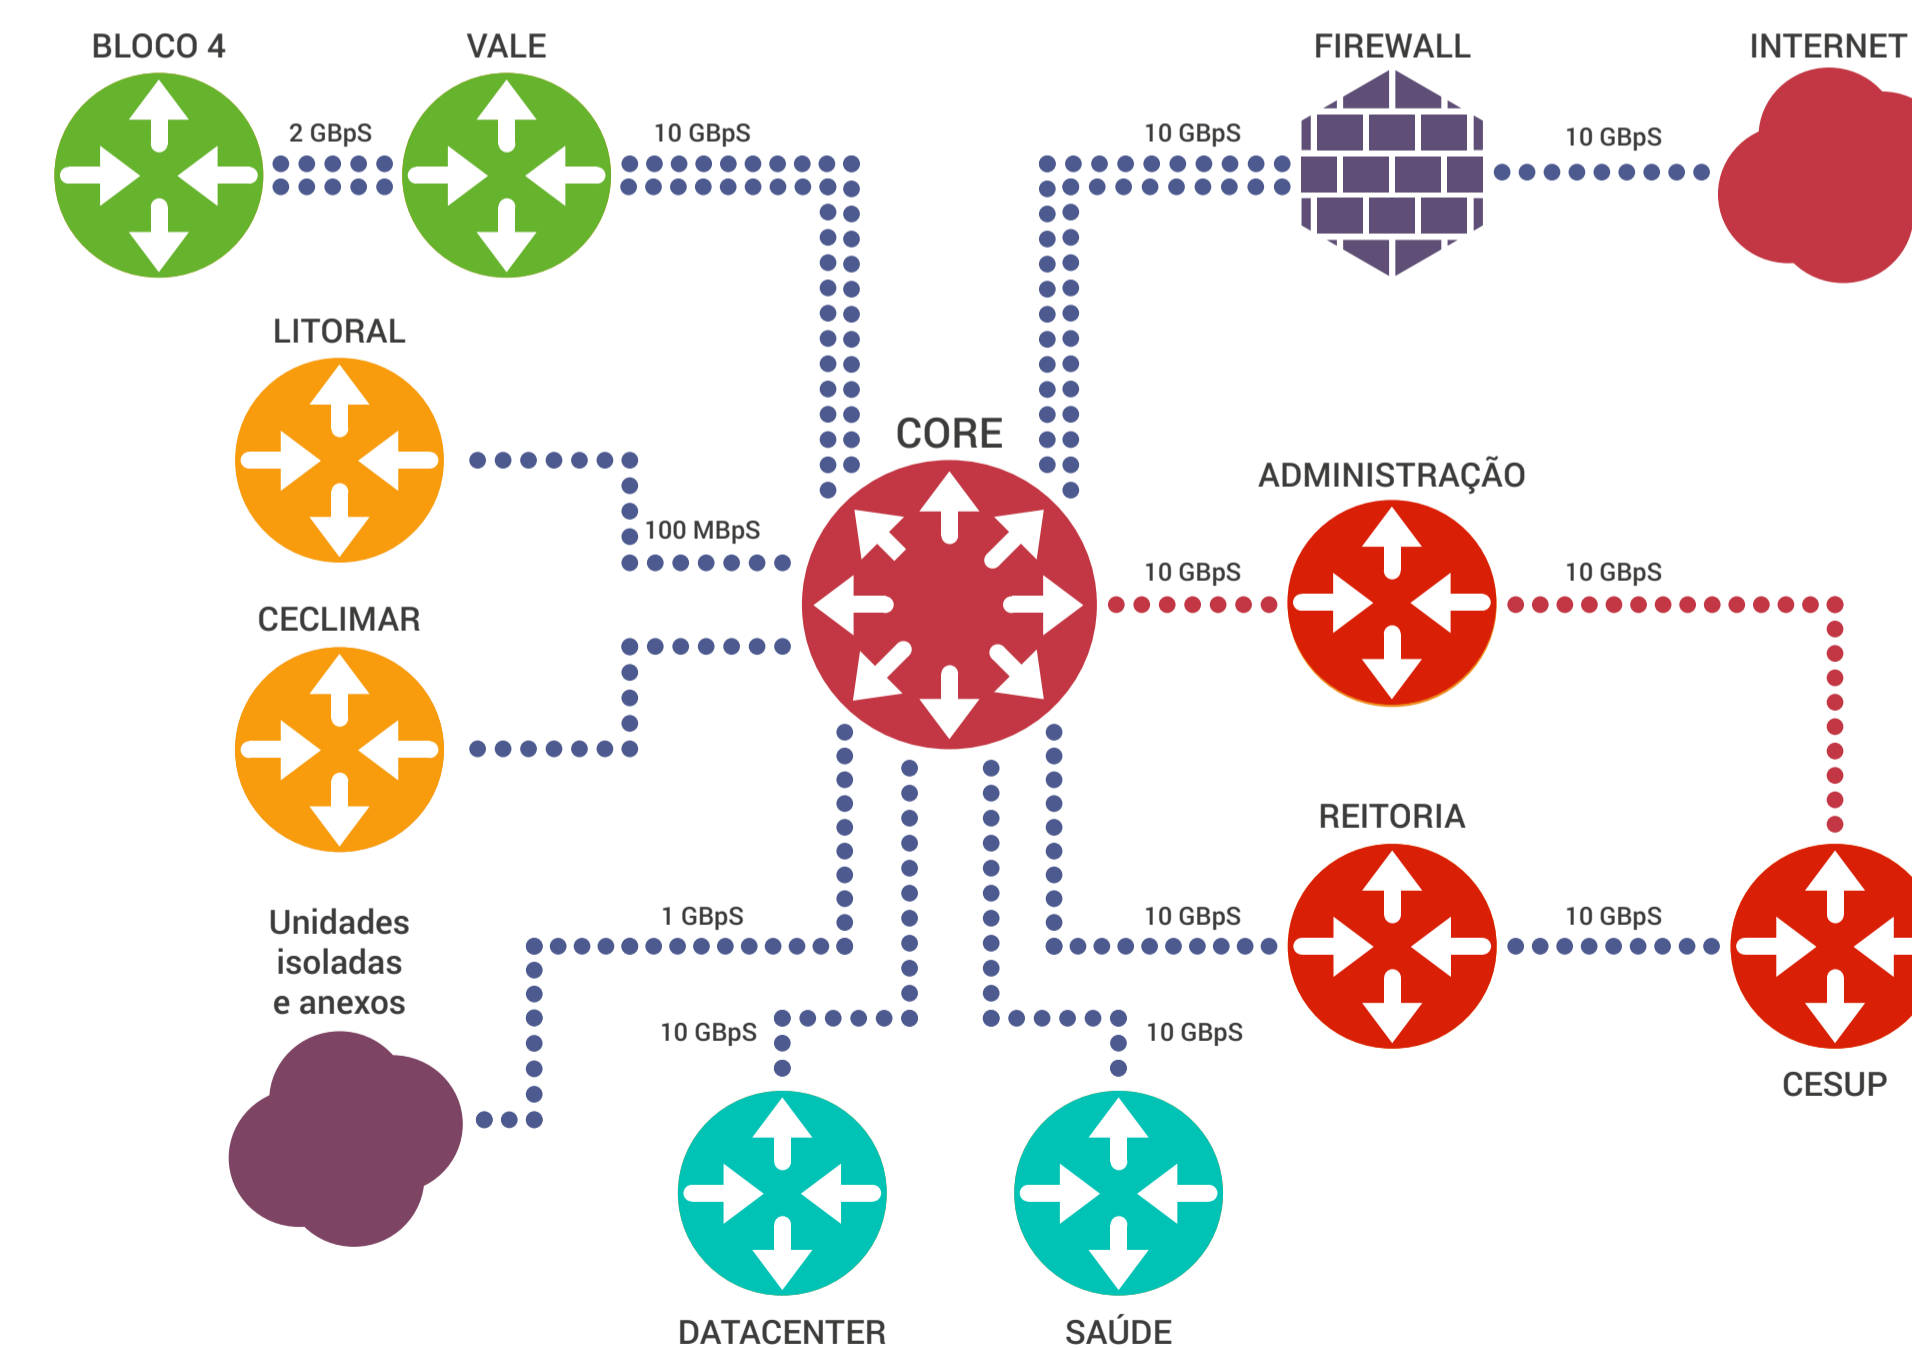 BLOCO 4
VALE
FIREWALL
INTERNET
2 GBpS
10 GBpS
10 GBpS
10 GBpS
LITORAL
CORE
ADMINISTRAÇÃO
100 MBpS
10 GBpS
10 GBpS
CECLIMAR
REITORIA
Unidades
isoladas
e anexos
1 GBpS
10 GBpS
10 GBpS
10 GBpS
10 GBpS
CESUP
DATACENTER
SAÚDE